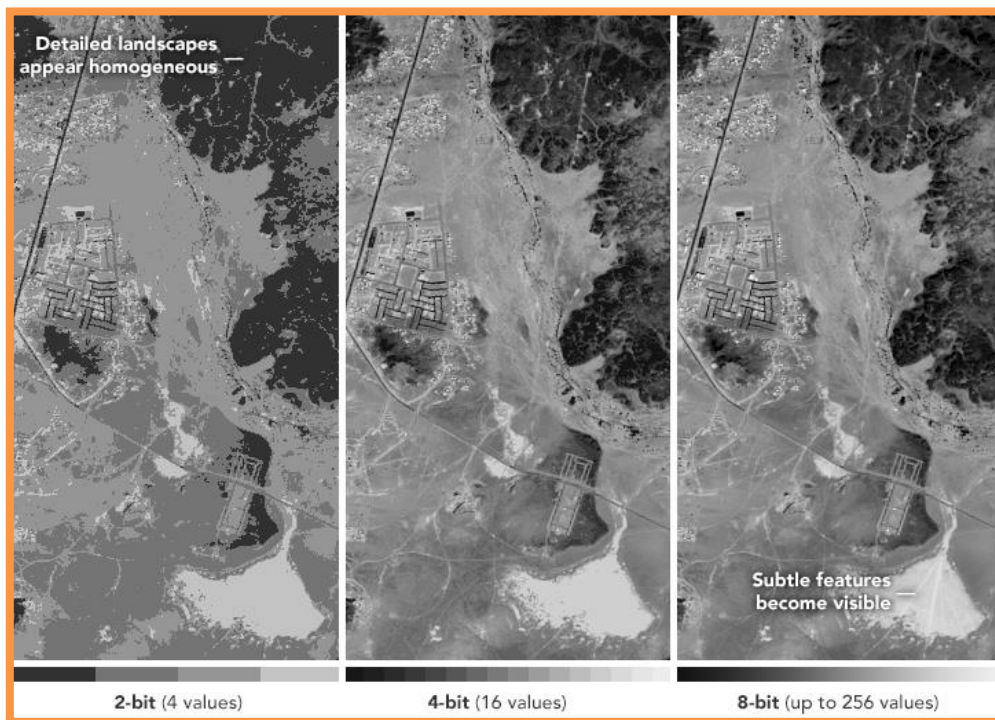 Detailed landscapes
appear homogeneous
Subtle features
become visible
2-bit (4 values)
4-bit (16 values)
8-bit (up to 256 values)